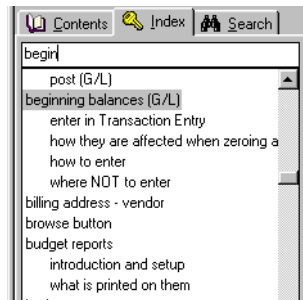 Contents Index Search
begin
post (G/L)
beginning balances (G/L)
enter in Transaction Entry
how they are affected when zeroing a
how to enter
where NOT to enter
billing address - vendor
browse button
budget reports
introduction and setup
what is printed on them